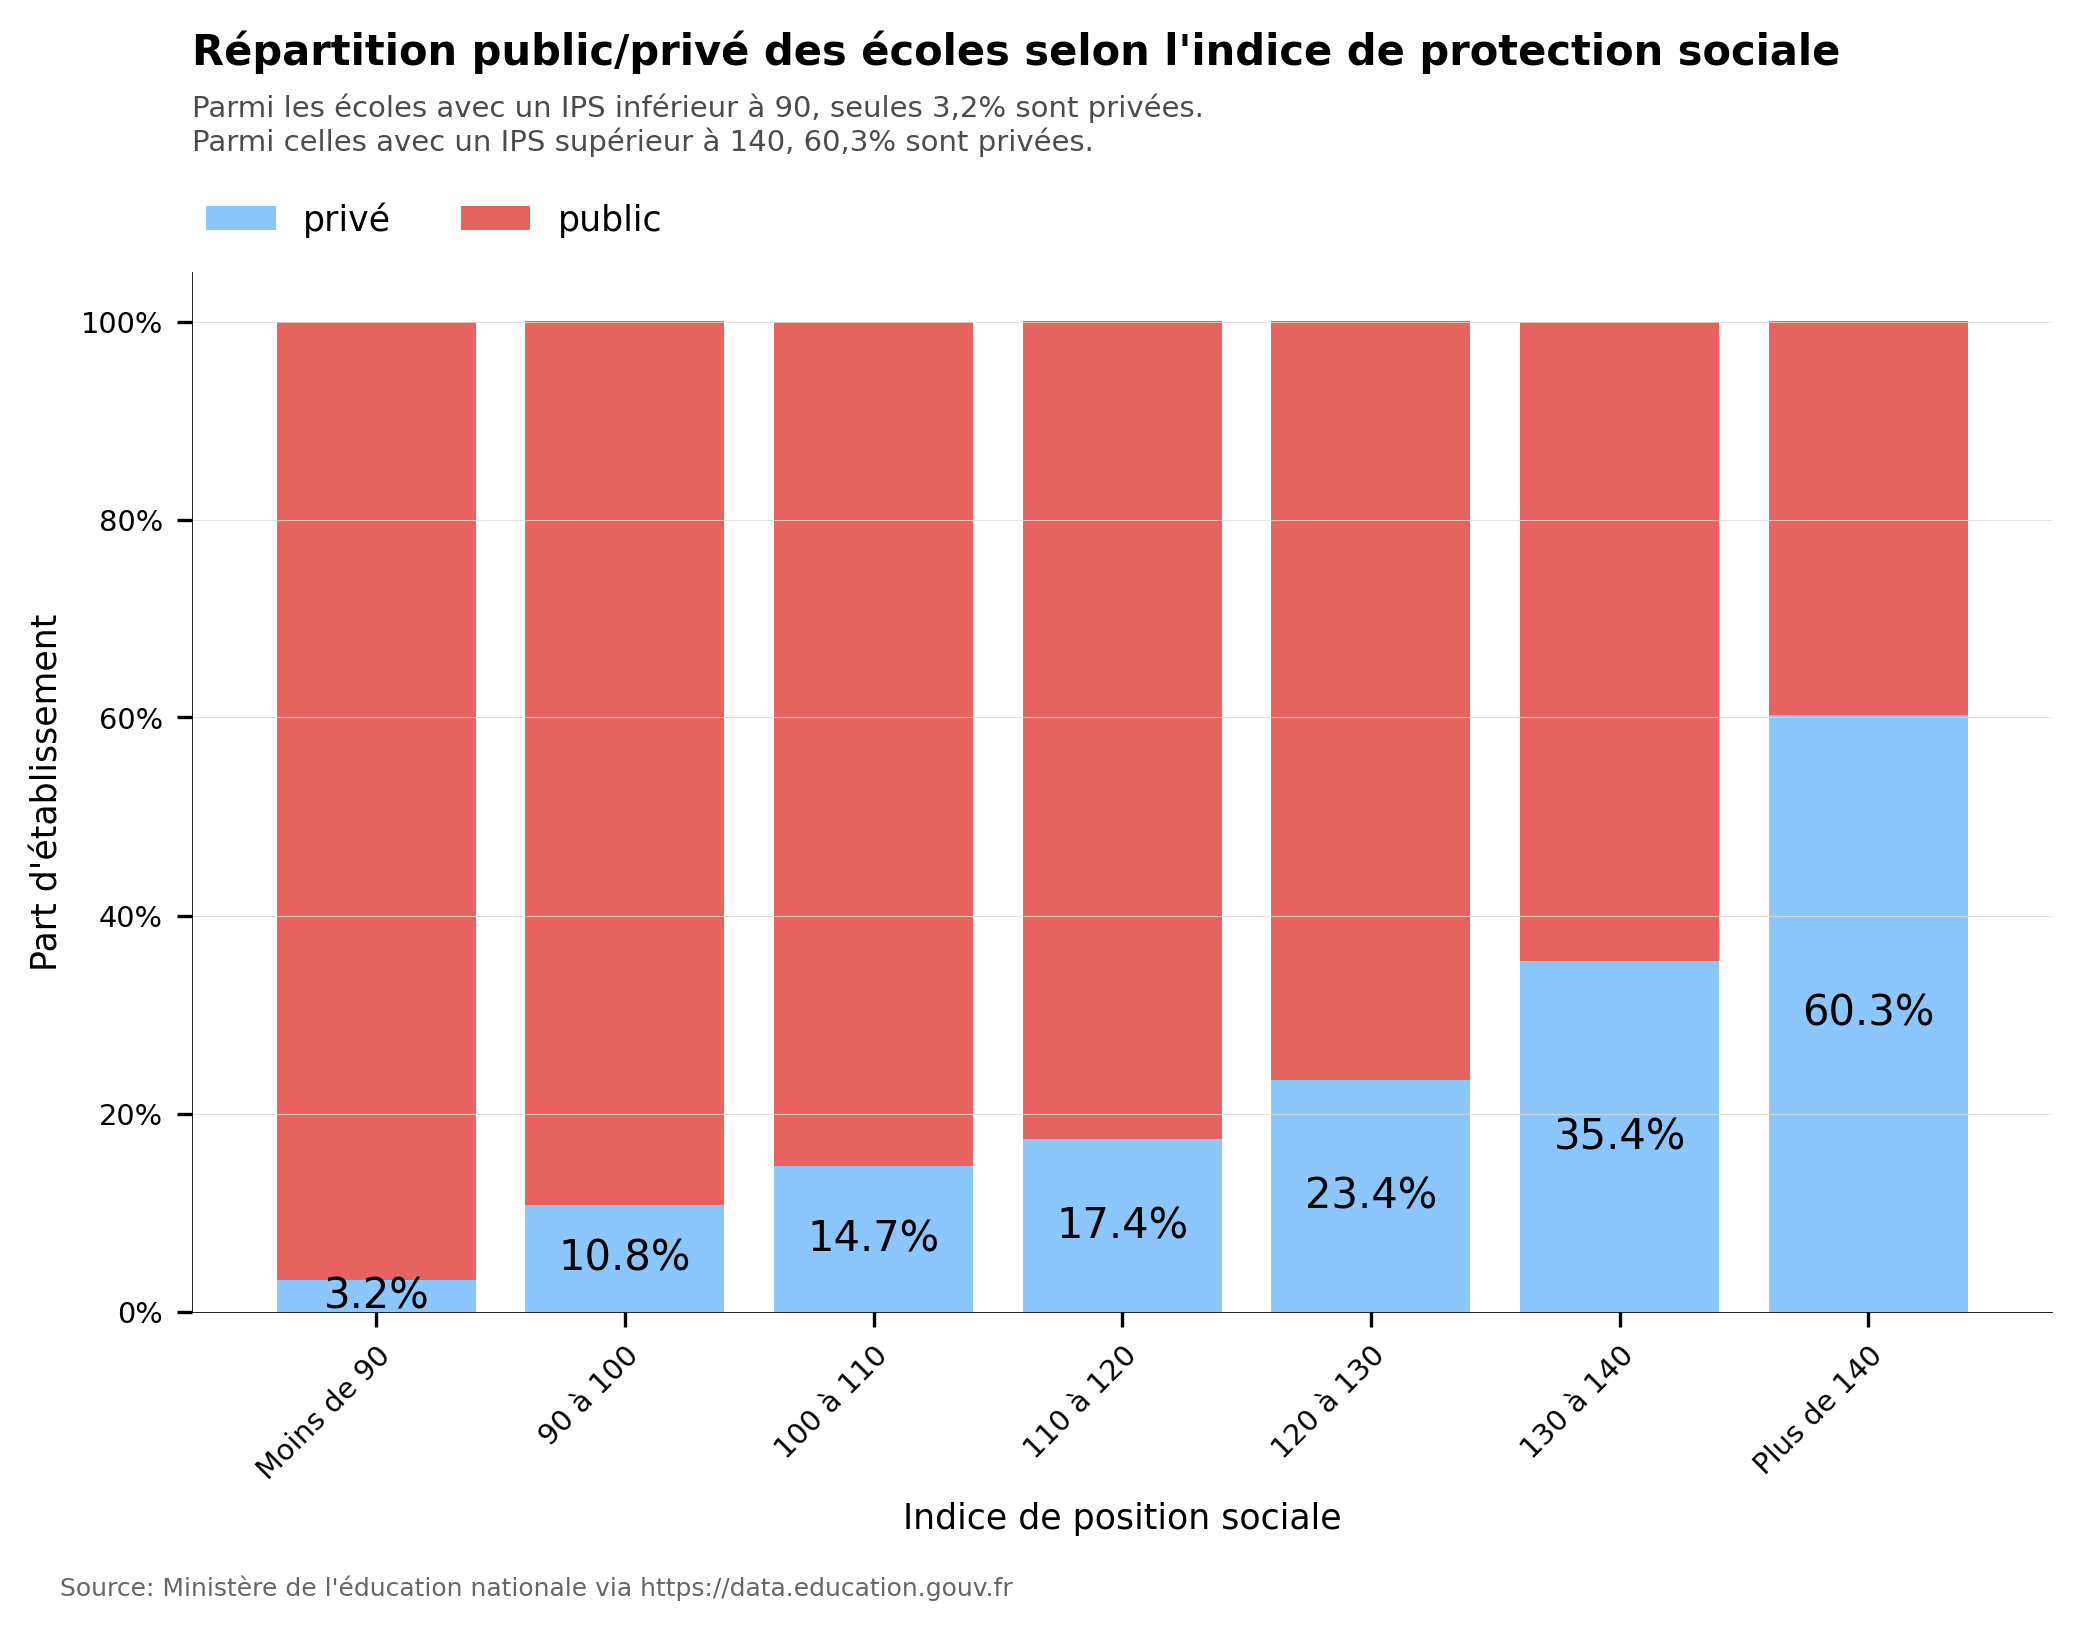 Répartition public/privé des écoles selon l'indice de protection sociale
Parmi les écoles avec un IPS inférieur à 90, seules 3,2% sont privées.
Parmi celles avec un IPS supérieur à 140, 60,3% sont privées.
privé
public
Part d'établissement
100%
80%
60%
40%
20%
0%
3.2%
10.8%
14.7%
17.4%
23.4%
35.4%
60.3%
Moins de 90
90 à 100
100 à 110
110 à 120
120 à 130
130 à 140
Plus de 140
Indice de position sociale
Source: Ministère de l'éducation nationale via https://data.education.gouv.fr